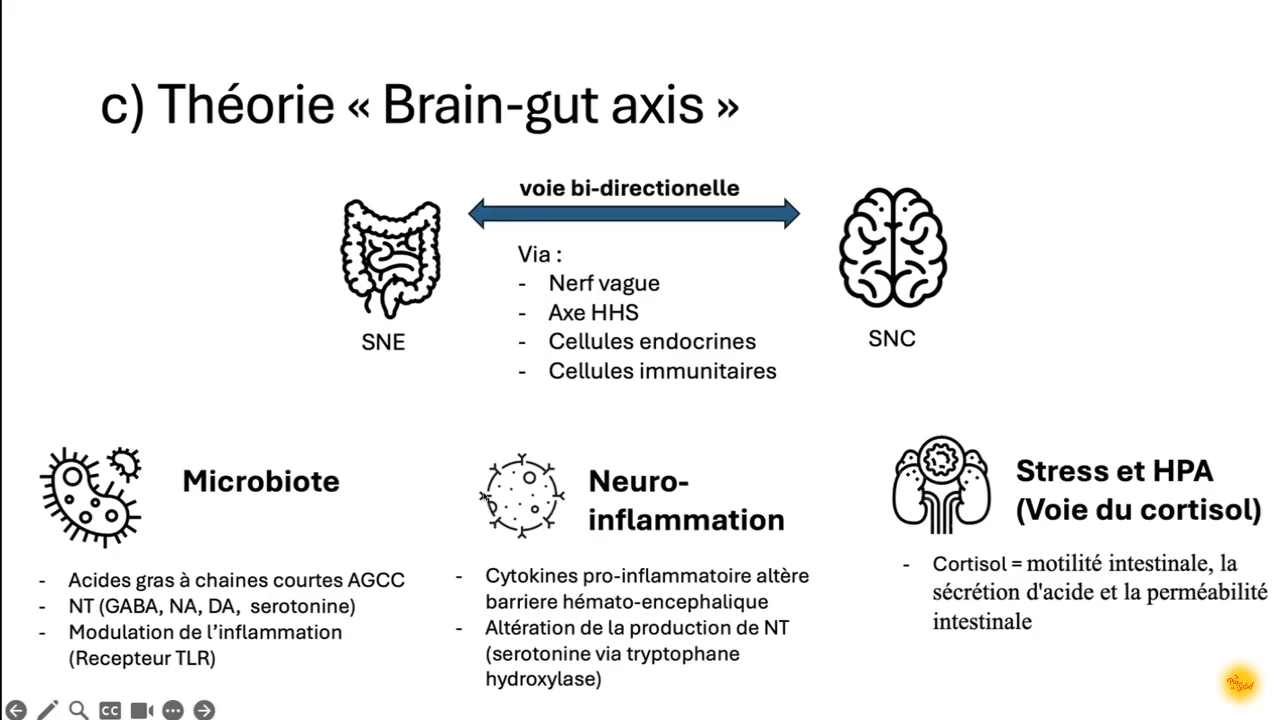 c) Théorie « Brain-gut axis »
voie bi-directionelle
Via :
- Nerf vague
- Axe HHS
- Cellules endocrines
- Cellules immunitaires
SNE
SNC
Microbiote
- Acides gras à chaines courtes AGCC
- NT (GABA, NA, DA, serotonine)
- Modulation de l’inflammation
(Recepteur TLR)
Neuro-
inflammation
- Cytokines pro-inflammatoire altère
barriere hémato-encephalique
- Altération de la production de NT
(serotonine via tryptophane
hydroxylase)
Stress et HPA
(Voie du cortisol)
- Cortisol = motilité intestinale, la
sécrétion d'acide et la perméabilité
intestinale
CC